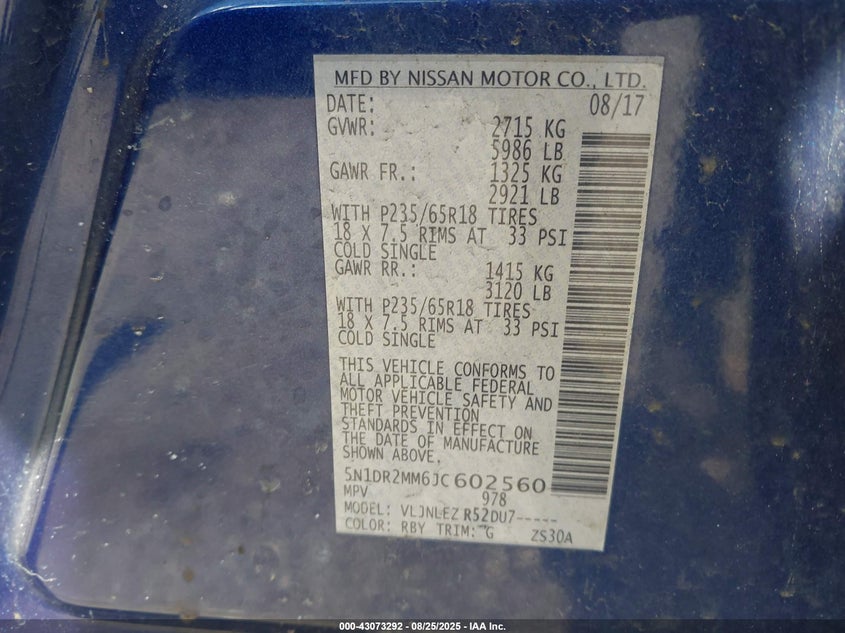 MFD BY NISSAN MOTOR CO., LTD.
DATE: 08/17
GVWR: 2715 KG
5986 LB
GAWR FR.: 1325 KG
2921 LB
WITH P235/65R18 TIRES
18 X 7.5 RIMS AT 33 PSI
COLD SINGLE
GAWR RR.: 1415 KG
3120 LB
WITH P235/65R18 TIRES
18 X 7.5 RIMS AT 33 PSI
COLD SINGLE
THIS VEHICLE CONFORMS TO
ALL APPLICABLE FEDERAL
MOTOR VEHICLE SAFETY AND
THEFT PREVENTION
STANDARDS IN EFFECT ON
THE DATE OF MANUFACTURE
SHOWN ABOVE.
5N1DR2MM6JC602560
MPV 978
MODEL: VLJNLEZ R52DU7-----
COLOR: RBY TRIM: G ZS30A
000-43073292 - 08/25/2025 - IAA Inc.